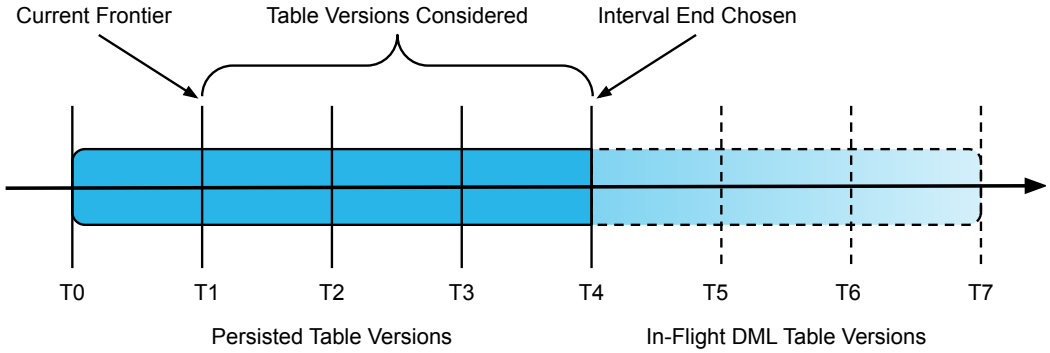 Current Frontier
Table Versions Considered
Interval End Chosen
T0
T1
T2
T3
T4
T5
T6
T7
Persisted Table Versions
In-Flight DML Table Versions